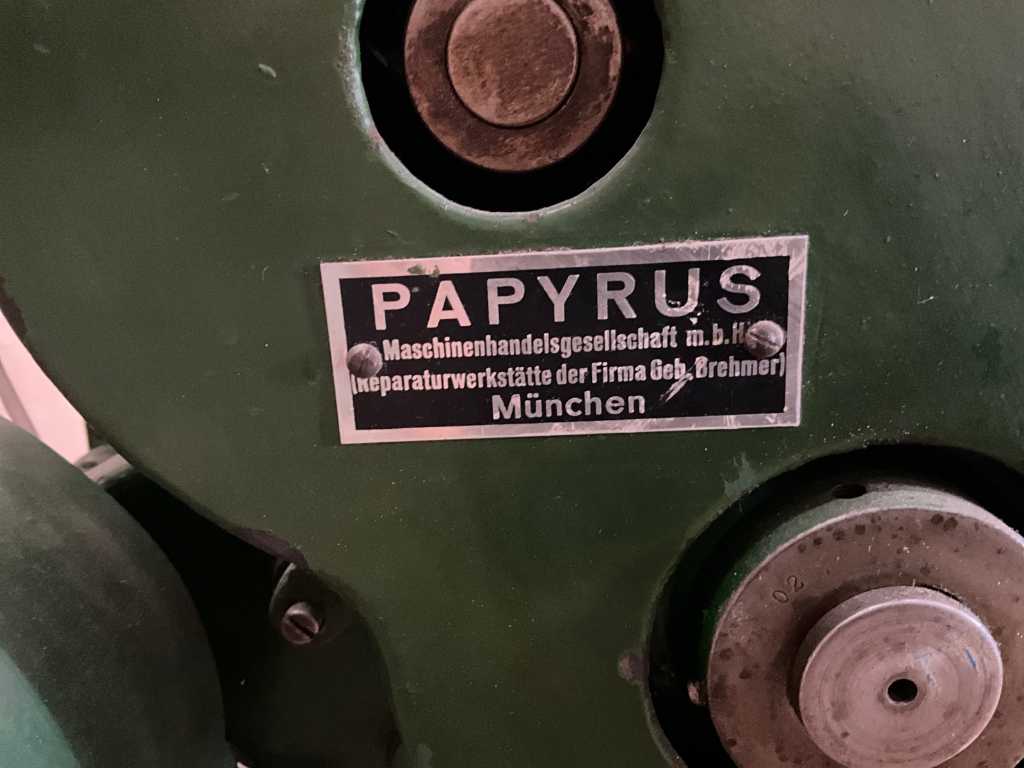 PAPYRUS
Maschinenhandelsgesellschaft m.b.H.
(Reparaturwerkstätte der Firma Geb. Brehmer)
München
02